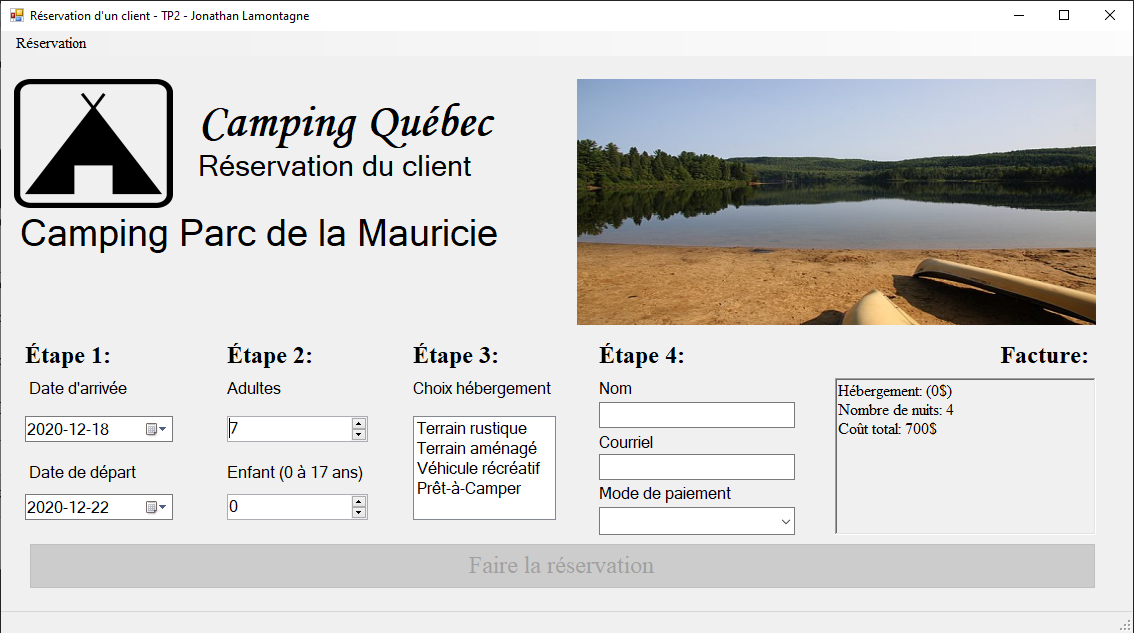 Réservation d'un client - TP2 - Jonathan Lamontagne
Réservation
Camping Québec
Réservation du client
Camping Parc de la Mauricie
Étape 1:
Date d'arrivée
2020-12-18
Date de départ
2020-12-22
Étape 2:
Adultes
7
Enfant (0 à 17 ans)
0
Étape 3:
Choix hébergement
Terrain rustique
Terrain aménagé
Véhicule récréatif
Prêt-à-Camper
Étape 4:
Nom
Courriel
Mode de paiement
Facture:
Hébergement: (0$)
Nombre de nuits: 4
Coût total: 700$
Faire la réservation